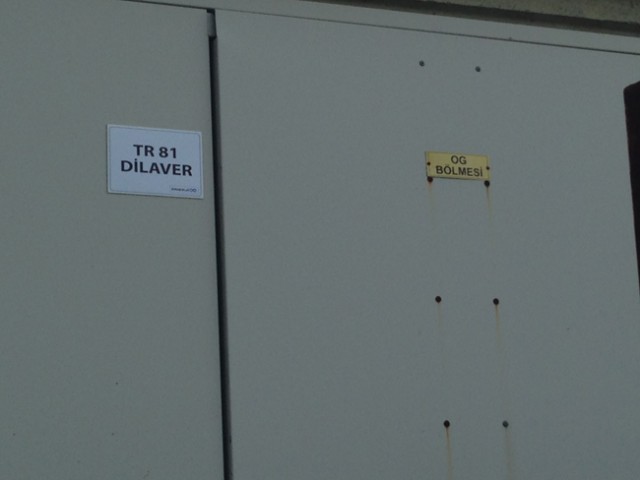 TR 81
DİLAVER
OG
BÖLMESİ